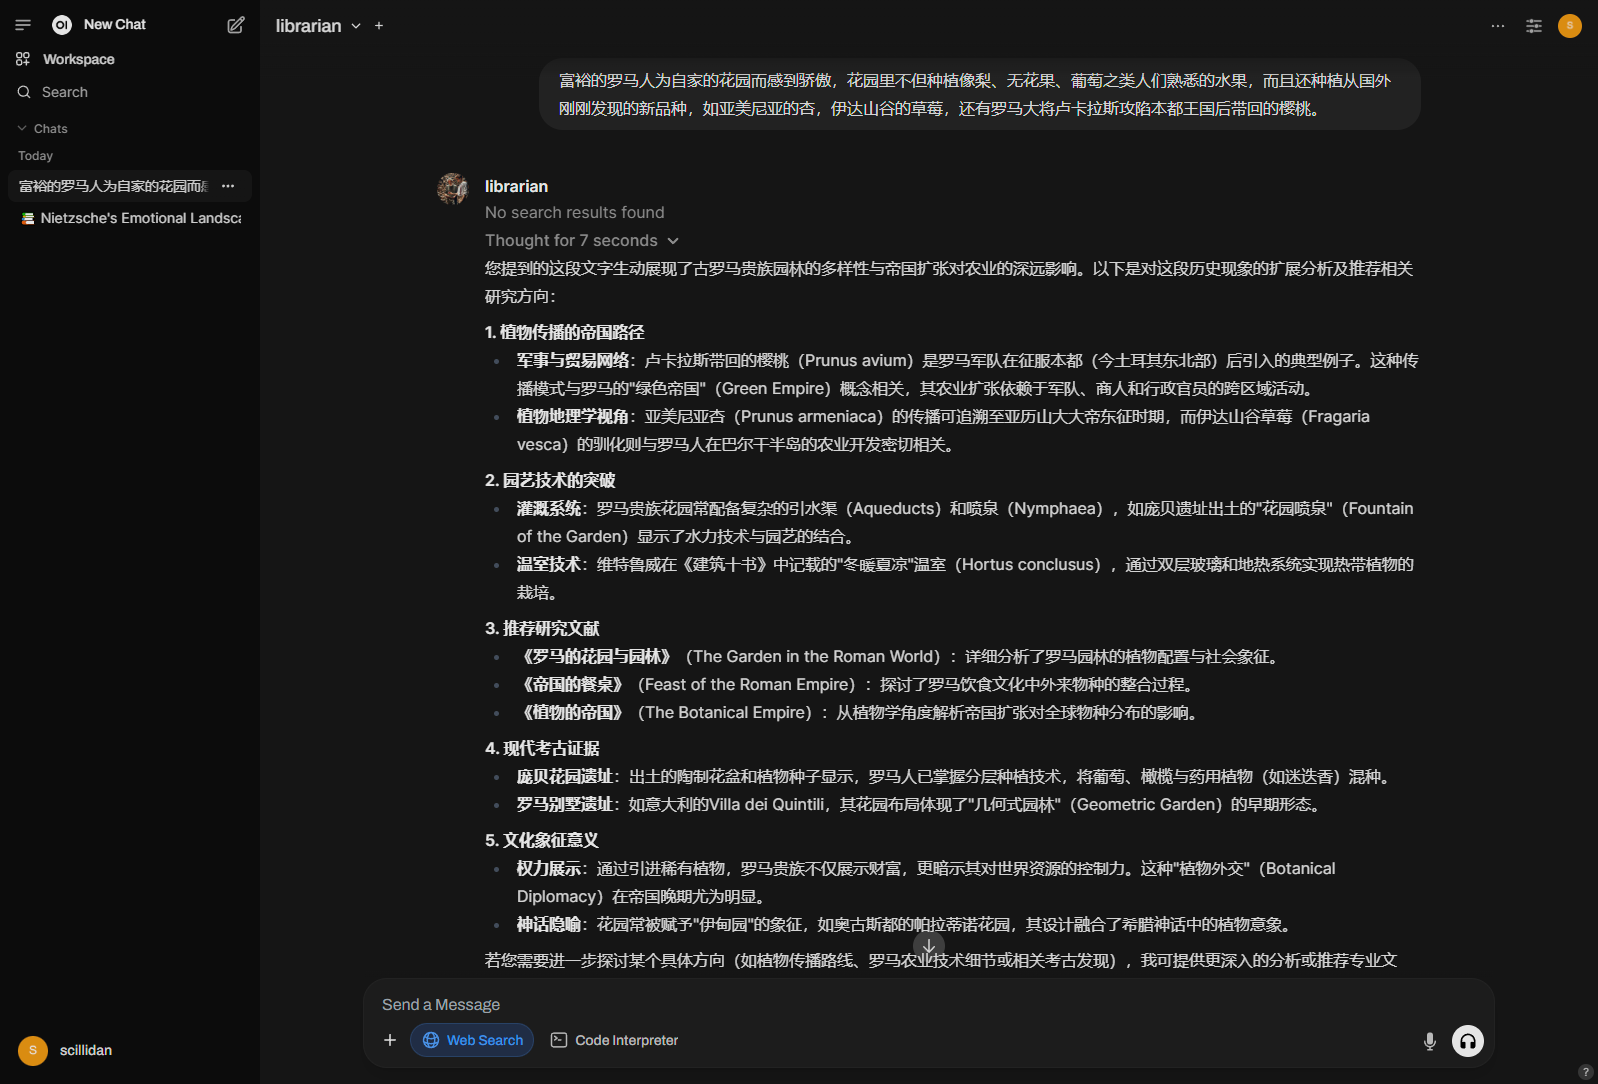 New Chat
Workspace
Search
Chats
Today
富裕的罗马人为自家的花园而
Nietzsche's Emotional Landsca
scillidan
librarian
富裕的罗马人为自家的花园而感到骄傲，花园里不但种植像梨、无花果、葡萄之类人们熟悉的水果，而且还种植从国外
刚刚发现的新品种，如亚美尼亚的杏，伊达山谷的草莓，还有罗马大将卢卡拉斯攻陷本都王国后带回的樱桃。
librarian
No search results found
Thought for 7 seconds
您提到的这段文字生动展现了古罗马贵族园林的多样性与帝国扩张对农业的深远影响。以下是对这段历史现象的扩展分析及推荐相关
研究方向：
1. 植物传播的帝国路径
军事与贸易网络：卢卡拉斯带回的樱桃（Prunus avium）是罗马军队在征服本都（今土耳其东北部）后引入的典型例子。这种传
播模式与罗马的"绿色帝国"（Green Empire）概念相关，其农业扩张依赖于军队、商人和行政官员的跨区域活动。
植物地理学视角：亚美尼亚杏（Prunus armeniaca）的传播可追溯至亚历山大大帝东征时期，而伊达山谷草莓（Fragaria
vesca）的驯化则与罗马人在巴尔干半岛的农业开发密切相关。
2. 园艺技术的突破
灌溉系统：罗马贵族花园常配备复杂的引水渠（Aqueducts）和喷泉（Nymphaea），如庞贝遗址出土的"花园喷泉"（Fountain
of the Garden）显示了水力技术与园艺的结合。
温室技术：维特鲁威在《建筑十书》中记载的"冬暖夏凉"温室（Hortus conclusus），通过双层玻璃和地热系统实现热带植物的
栽培。
3. 推荐研究文献
《罗马的花园与园林》（The Garden in the Roman World）：详细分析了罗马园林的植物配置与社会象征。
《帝国的餐桌》（Feast of the Roman Empire）：探讨了罗马饮食文化中外来物种的整合过程。
《植物的帝国》（The Botanical Empire）：从植物学角度解析帝国扩张对全球物种分布的影响。
4. 现代考古证据
庞贝花园遗址：出土的陶制花盆和植物种子显示，罗马人已掌握分层种植技术，将葡萄、橄榄与药用植物（如迷迭香）混种。
罗马别墅遗址：如意大利的Villa dei Quintili，其花园布局体现了"几何式园林"（Geometric Garden）的早期形态。
5. 文化象征意义
权力展示：通过引进稀有植物，罗马贵族不仅展示财富，更暗示其对世界资源的控制力。这种"植物外交"（Botanical
Diplomacy）在帝国晚期尤为明显。
神话隐喻：花园常被赋予"伊甸园"的象征，如奥古斯都的帕拉蒂诺花园，其设计融合了希腊神话中的植物意象。
若您需要进一步探讨某个具体方向（如植物传播路线、罗马农业技术细节或相关考古发现），我可提供更深入的分析或推荐专业文
Send a Message
Web Search
Code Interpreter